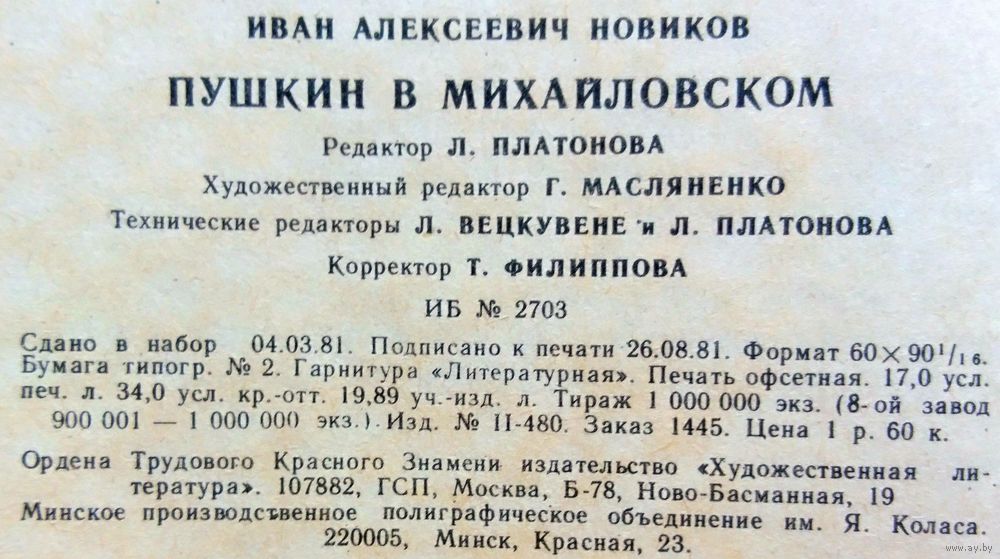 ИВАН АЛЕКСЕЕВИЧ НОВИКОВ
ПУШКИН В МИХАЙЛОВСКОМ
Редактор Л. ПЛАТОНОВА
Художественный редактор Г. МАСЛЯНЕНКО
Технические редакторы Л. ВЕЦКУВЕНЕ и Л. ПЛАТОНОВА
Корректор Т. ФИЛИППОВА
ИБ № 2703
Сдано в набор 04.03.81. Подписано к печати 26.08.81. Формат 60×90¹/₁₆.
Бумага типогр. № 2. Гарнитура «Литературная». Печать офсетная. 17,0 усл.
печ. л. 34,0 усл. кр.-отт. 19,89 уч.-изд. л. Тираж 1 000 000 экз. (8-ой завод
900 001 — 1 000 000 экз.). Изд. № II-480. Заказ 1445. Цена 1 р. 60 к.
Ордена Трудового Красного Знамени издательство «Художественная ли-
тература». 107882, ГСП, Москва, Б-78, Ново-Басманная, 19
Минское производственное полиграфическое объединение им. Я. Коласа.
220005, Минск, Красная, 23.
www.ay.by